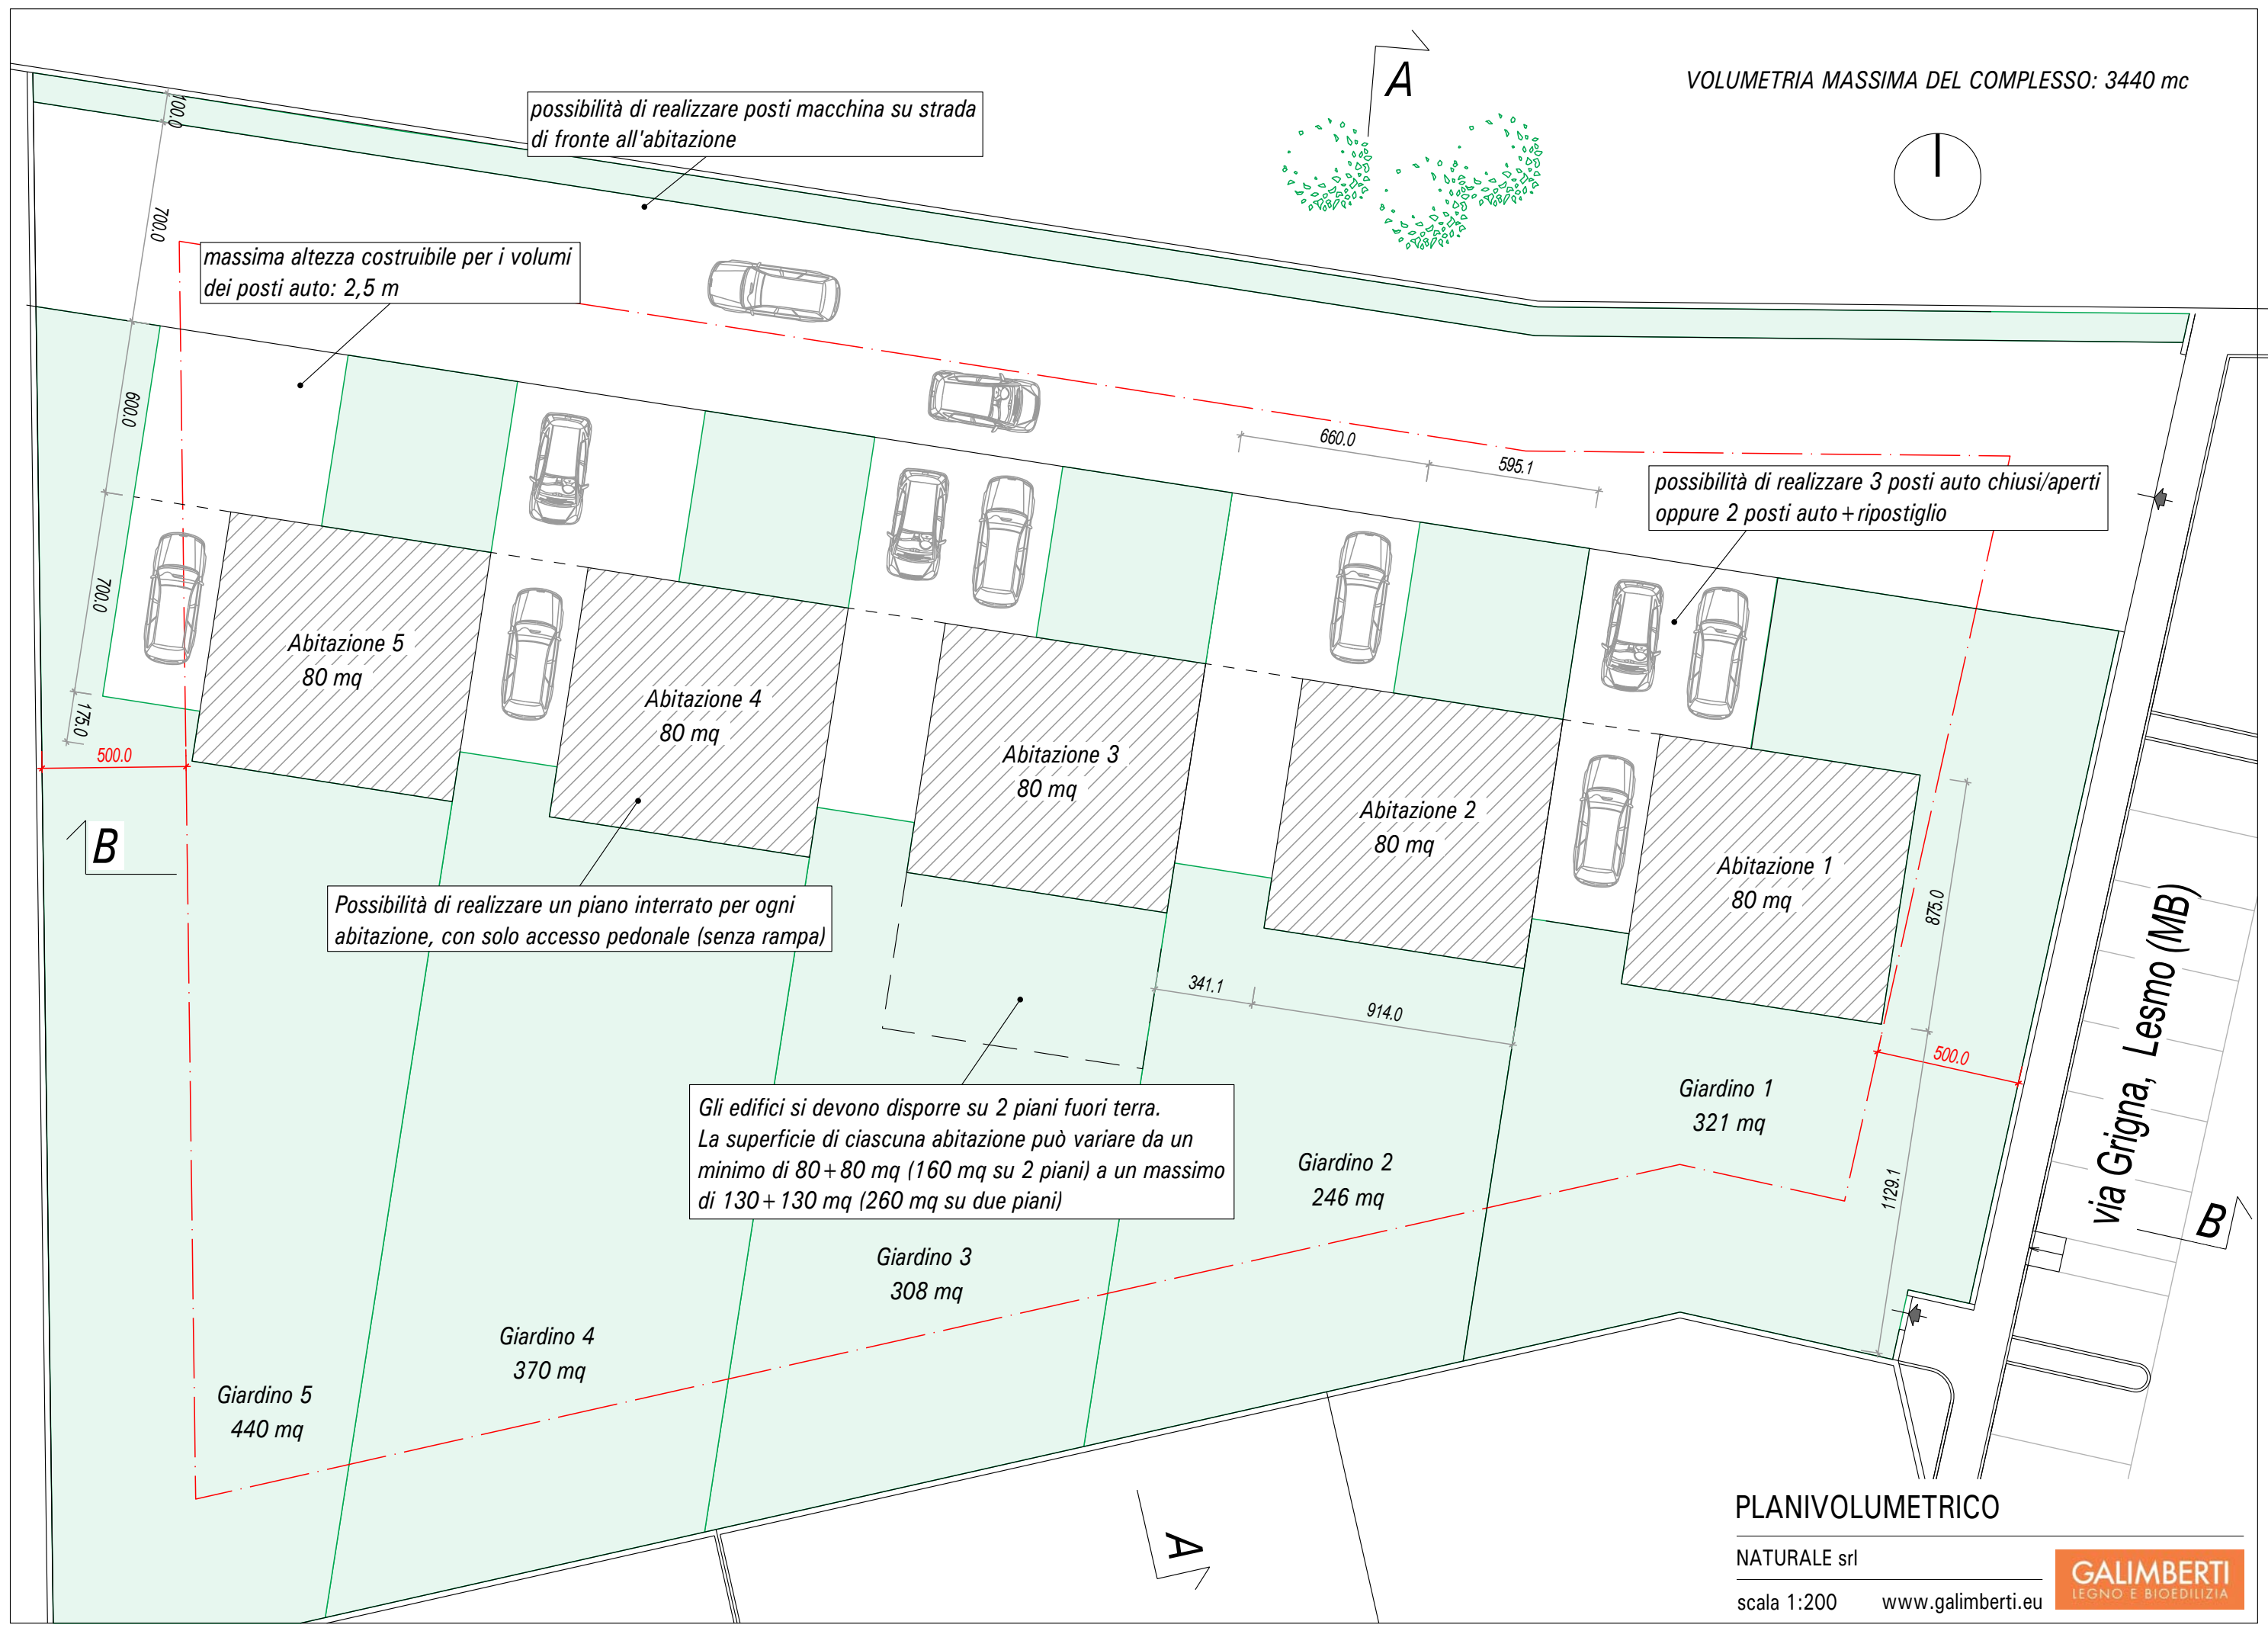 A
VOLUMETRIA MASSIMA DEL COMPLESSO: 3440 mc
possibilità di realizzare posti macchina su strada
di fronte all'abitazione
100.0
700.0
massima altezza costruibile per i volumi
dei posti auto: 2,5 m
600.0
660.0
595.1
possibilità di realizzare 3 posti auto chiusi/aperti
oppure 2 posti auto+ripostiglio
700.0
175.0
500.0
Abitazione 5
80 mq
Abitazione 4
80 mq
Abitazione 3
80 mq
Abitazione 2
80 mq
Abitazione 1
80 mq
B
875.0
Possibilità di realizzare un piano interrato per ogni
abitazione, con solo accesso pedonale (senza rampa)
341.1
914.0
500.0
via Grigna, Lesmo (MB)
Gli edifici si devono disporre su 2 piani fuori terra.
La superficie di ciascuna abitazione può variare da un
minimo di 80+80 mq (160 mq su 2 piani) a un massimo
di 130+130 mq (260 mq su due piani)
Giardino 1
321 mq
Giardino 2
246 mq
1129.1
B
Giardino 3
308 mq
Giardino 4
370 mq
Giardino 5
440 mq
A
PLANIVOLUMETRICO
NATURALE srl
scala 1:200
www.galimberti.eu
GALIMBERTI
LEGNO E BIOEDILIZIA